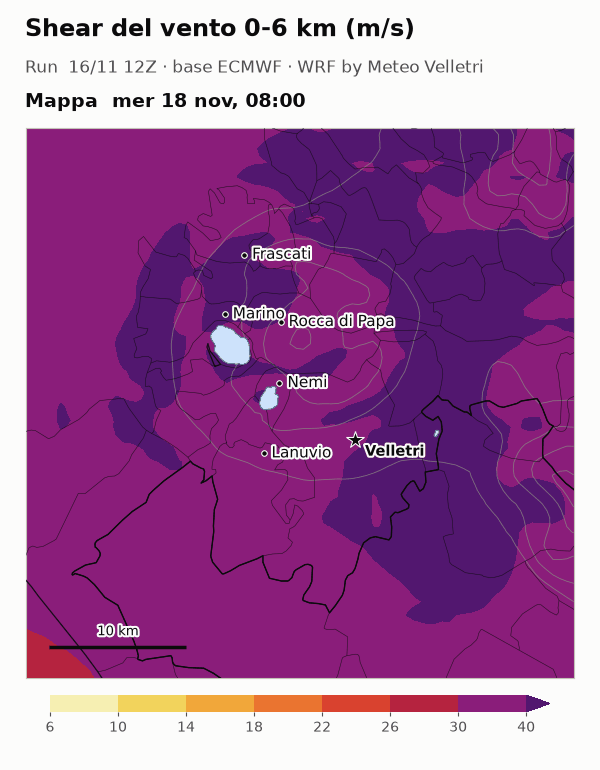 Shear del vento 0-6 km (m/s)
Run  16/11 12Z · base ECMWF · WRF by Meteo Velletri
Mappa  mer 18 nov, 08:00
Frascati
Marino
Rocca di Papa
Nemi
Velletri
Lanuvio
10 km
6 10 14 18 22 26 30 40